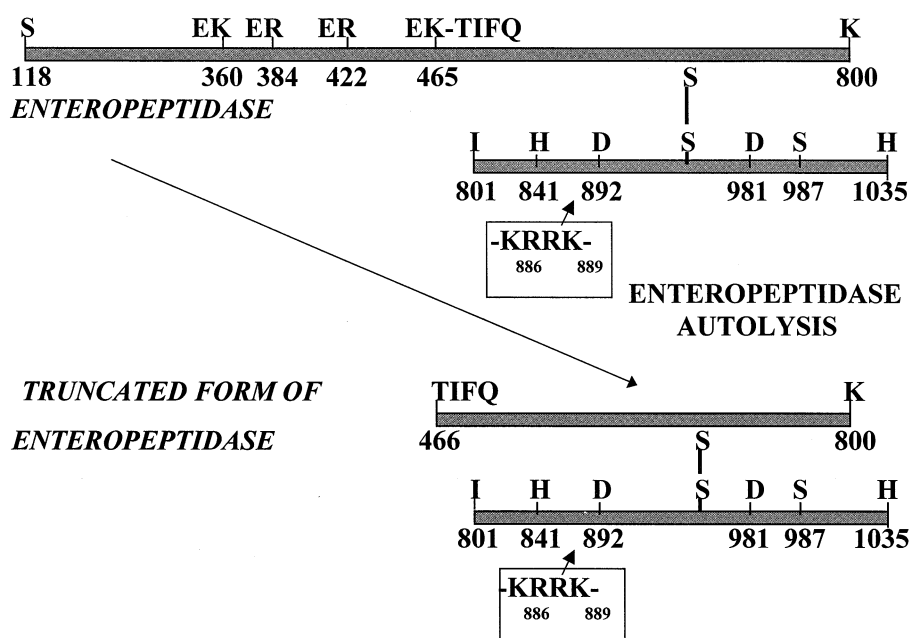 S EK ER ER EK-TIFQ K
118 360 384 422 465 S 800
ENTEROPEPTIDASE
I H D S D S H
801 841 892 981 987 1035
-KRRK-
886 889
ENTEROPEPTIDASE
AUTOLYSIS
TRUNCATED FORM OF
ENTEROPEPTIDASE
TIFQ K
466 S 800
I H D S D S H
801 841 892 981 987 1035
-KRRK-
886 889